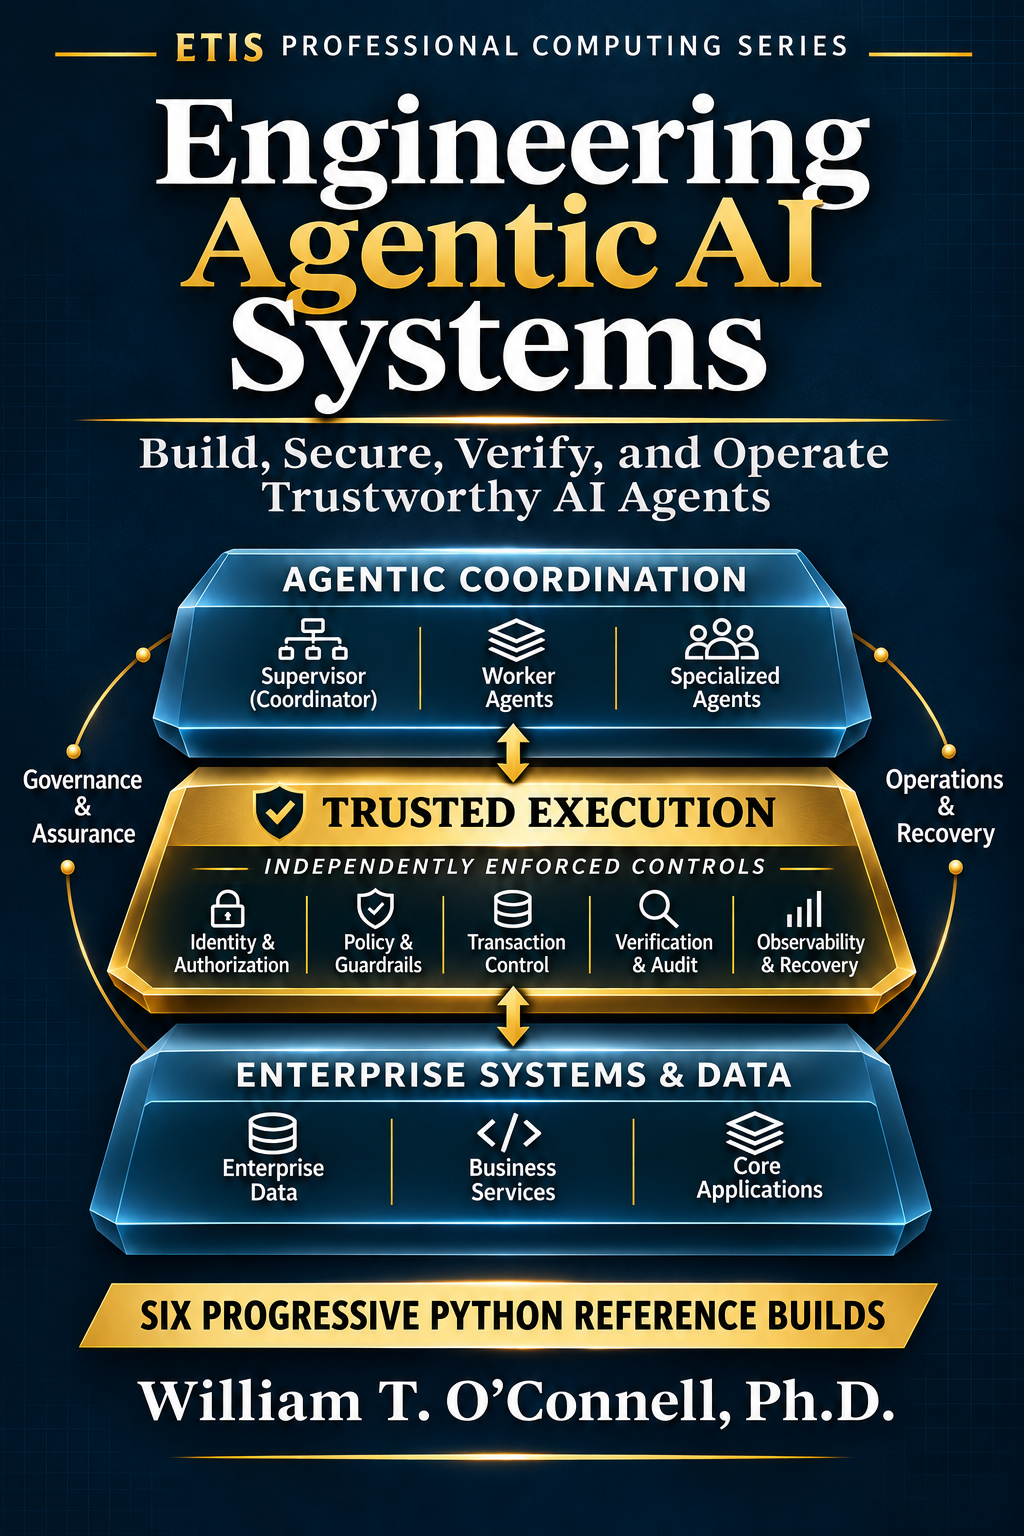 ETIS PROFESSIONAL COMPUTING SERIES
Engineering
Agentic AI
Systems
Build, Secure, Verify, and Operate
Trustworthy AI Agents
AGENTIC COORDINATION
Supervisor
(Coordinator)
Worker
Agents
Specialized
Agents
Governance
&
Assurance
Operations
&
Recovery
TRUSTED EXECUTION
INDEPENDENTLY ENFORCED CONTROLS
Identity &
Authorization
Policy &
Guardrails
Transaction
Control
Verification
& Audit
Observability
& Recovery
ENTERPRISE SYSTEMS & DATA
Enterprise
Data
</>
Business
Services
Core
Applications
SIX PROGRESSIVE PYTHON REFERENCE BUILDS
William T. O'Connell, Ph.D.